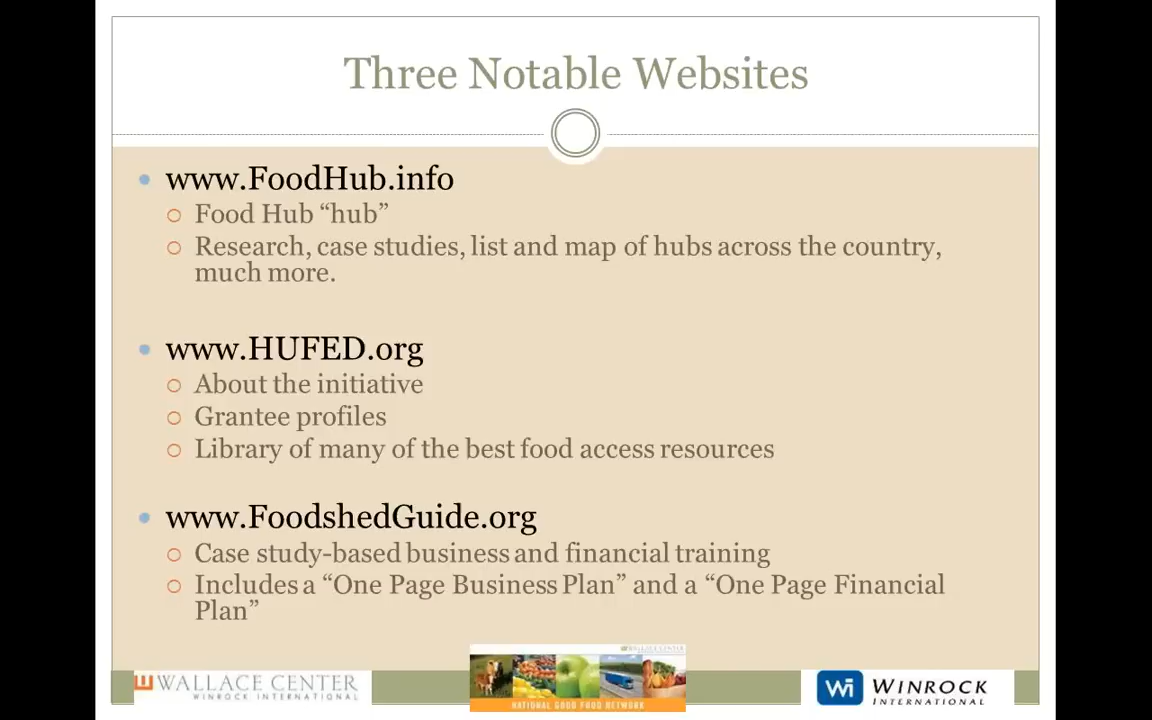 Three Notable Websites
www.FoodHub.info
Food Hub “hub”
Research, case studies, list and map of hubs across the country,
much more.
www.HUFED.org
About the initiative
Grantee profiles
Library of many of the best food access resources
www.FoodshedGuide.org
Case study-based business and financial training
Includes a “One Page Business Plan” and a “One Page Financial
Plan”
WALLACE CENTER
WINROCK INTERNATIONAL
WALLACE CENTER
NATIONAL GOOD FOOD NETWORK
Wi WINROCK
INTERNATIONAL